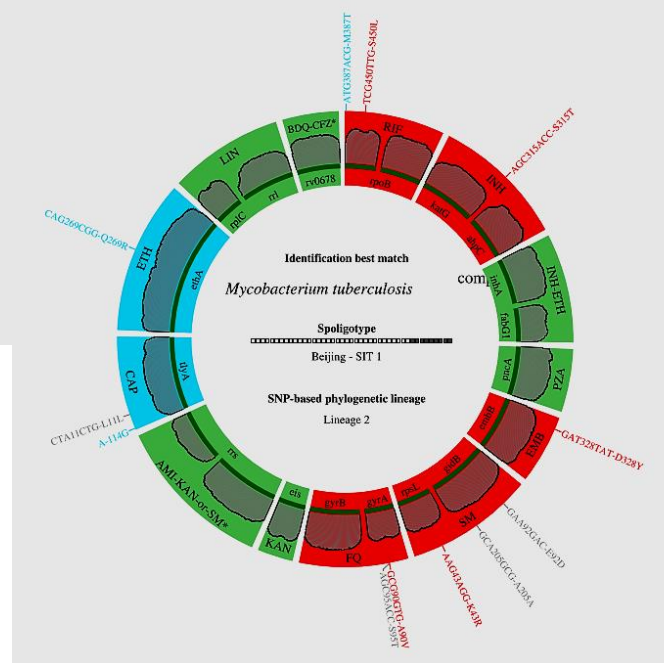 ATG387ACG-M387T
TCG450TTG-S450L
RIF
rpoB
AGC315ACC-S315T
INH
katG
ahpC
INH-ETH
inhA
fabG1
PZA
pncA
GAT328TAT-D328Y
EMB
embB
GAA92GAC-E92D
GCA205GCG-A205A
AAG43AGG-K43R
SM
gidB
rpsL
GCG90GTG-A90V
AGC95ACC-S95T
FQ
gyrA
gyrB
KAN
eis
AMI-KAN-or-SM*
rrs
A-114G
CTA11CTG-L11L
CAP
tlyA
CAG269CGG-Q269R
ETH
ethA
LIN
rplC
rrl
BDQ-CFZ*
rv0678
Identification best match
Mycobacterium tuberculosis comp
Spoligotype
Beijing - SIT 1
SNP-based phylogenetic lineage
Lineage 2